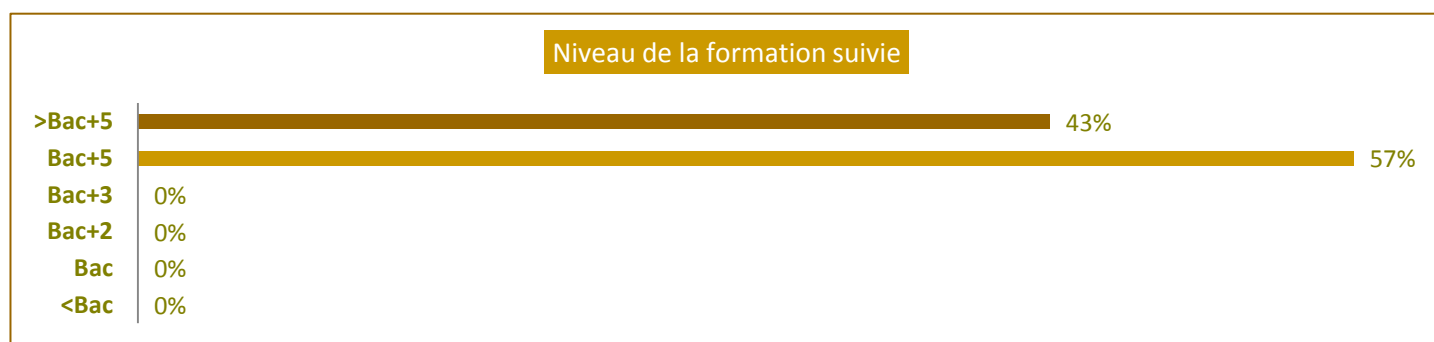 Niveau de la formation suivie
>Bac+5 43%
Bac+5 57%
Bac+3 0%
Bac+2 0%
Bac 0%
<Bac 0%